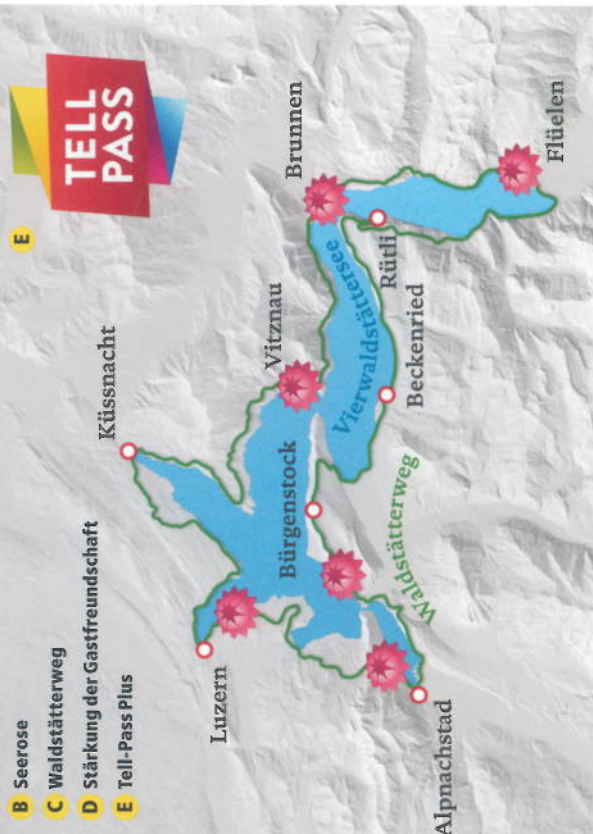 B Seerose
C Waldstätterweg
D Stärkung der Gastfreundschaft
E Tell-Pass Plus
E
TELL
PASS
Küssnacht
Luzern
Vitznau
Brunnen
Bürgenstock
Vierwaldstättersee
Rütli
Flüelen
Beckenried
Waldstätterweg
Alpnachstad